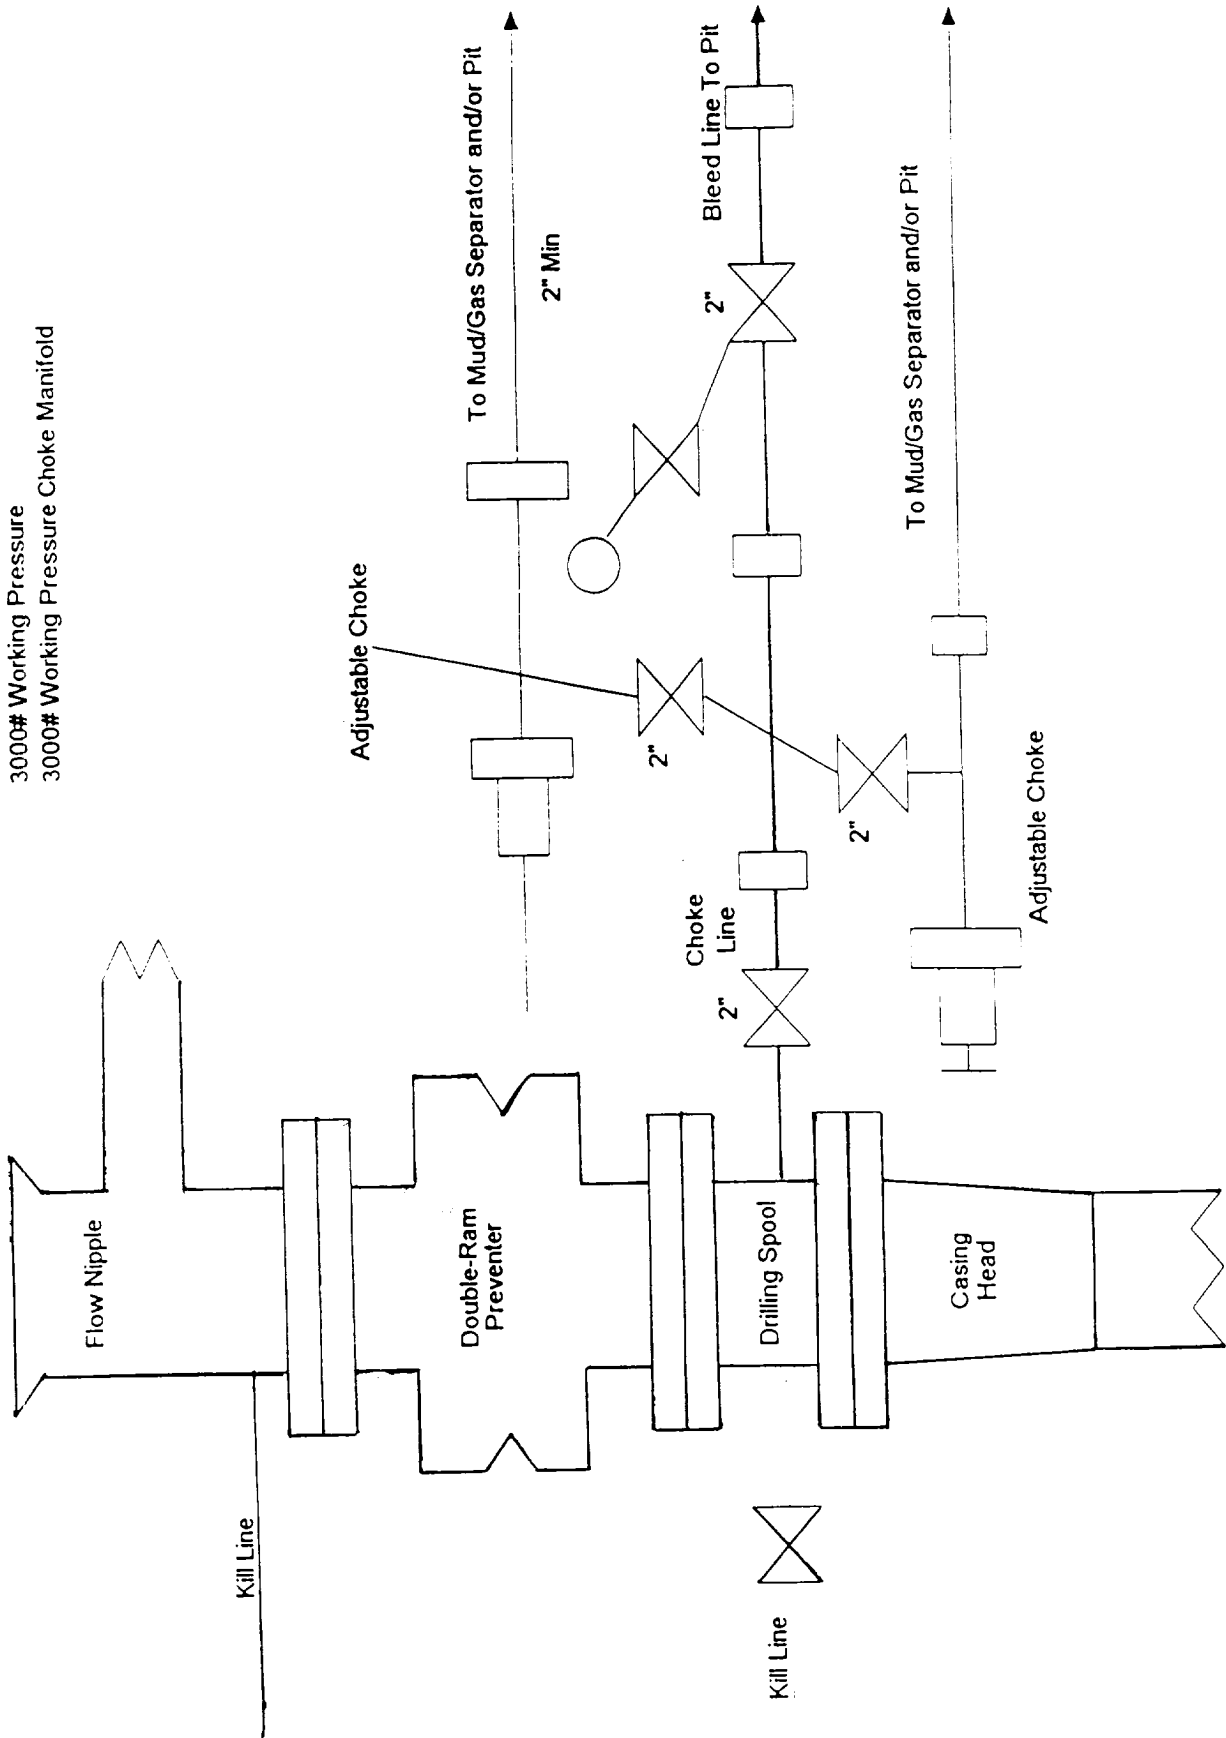 3000# Working Pressure
3000# Working Pressure Choke Manifold
Flow Nipple
Kill Line
Double-Ram
Preventer
Adjustable Choke
To Mud/Gas Separator and/or Pit
2" Min
Drilling Spool
2"
Choke
Line
2"
2"
Bleed Line To Pit
Kill Line
Casing
Head
2"
To Mud/Gas Separator and/or Pit
Adjustable Choke